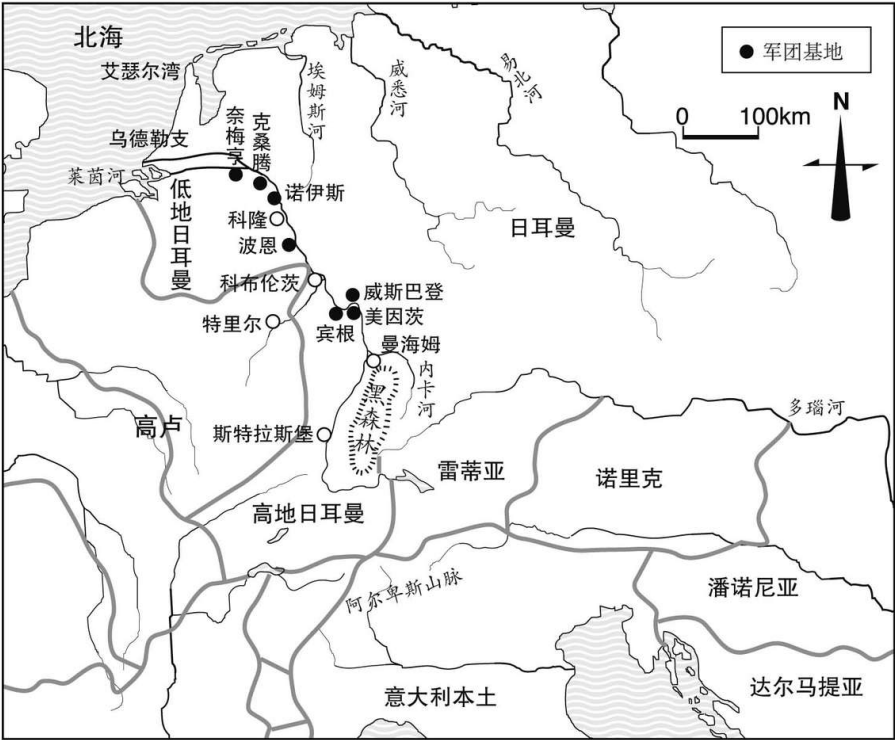 北海
军团基地
艾瑟尔湾
埃姆斯河
威悉河
易北河
0 100km
N
乌德勒支
奈梅亨
克桑腾
莱茵河
低地日耳曼
诺伊斯
科隆
日耳曼
波恩
科布伦茨
威斯巴登
特里尔
宾根
美因茨
曼海姆
内卡河
黑森林
多瑙河
高卢
斯特拉斯堡
雷蒂亚
诺里克
高地日耳曼
阿尔卑斯山脉
潘诺尼亚
意大利本土
达尔马提亚